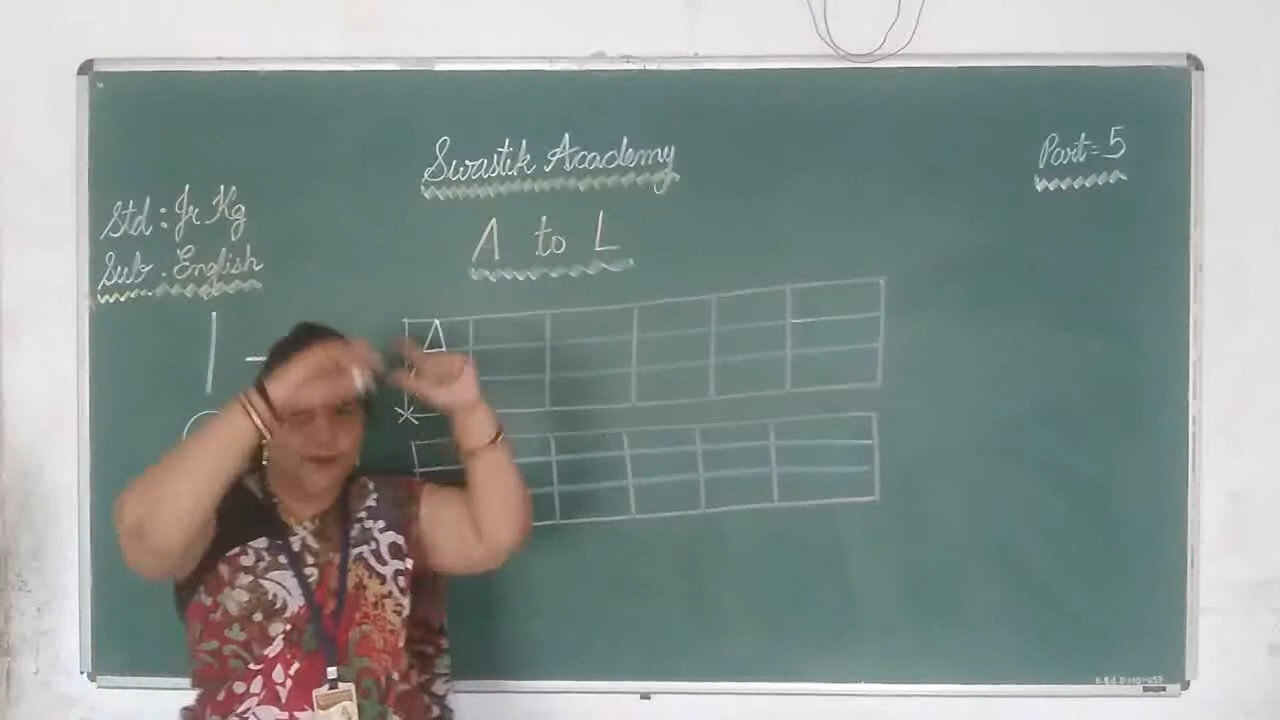 Swastik Academy
Part=5
Std : Jr Kg
Sub. English
A to L
A